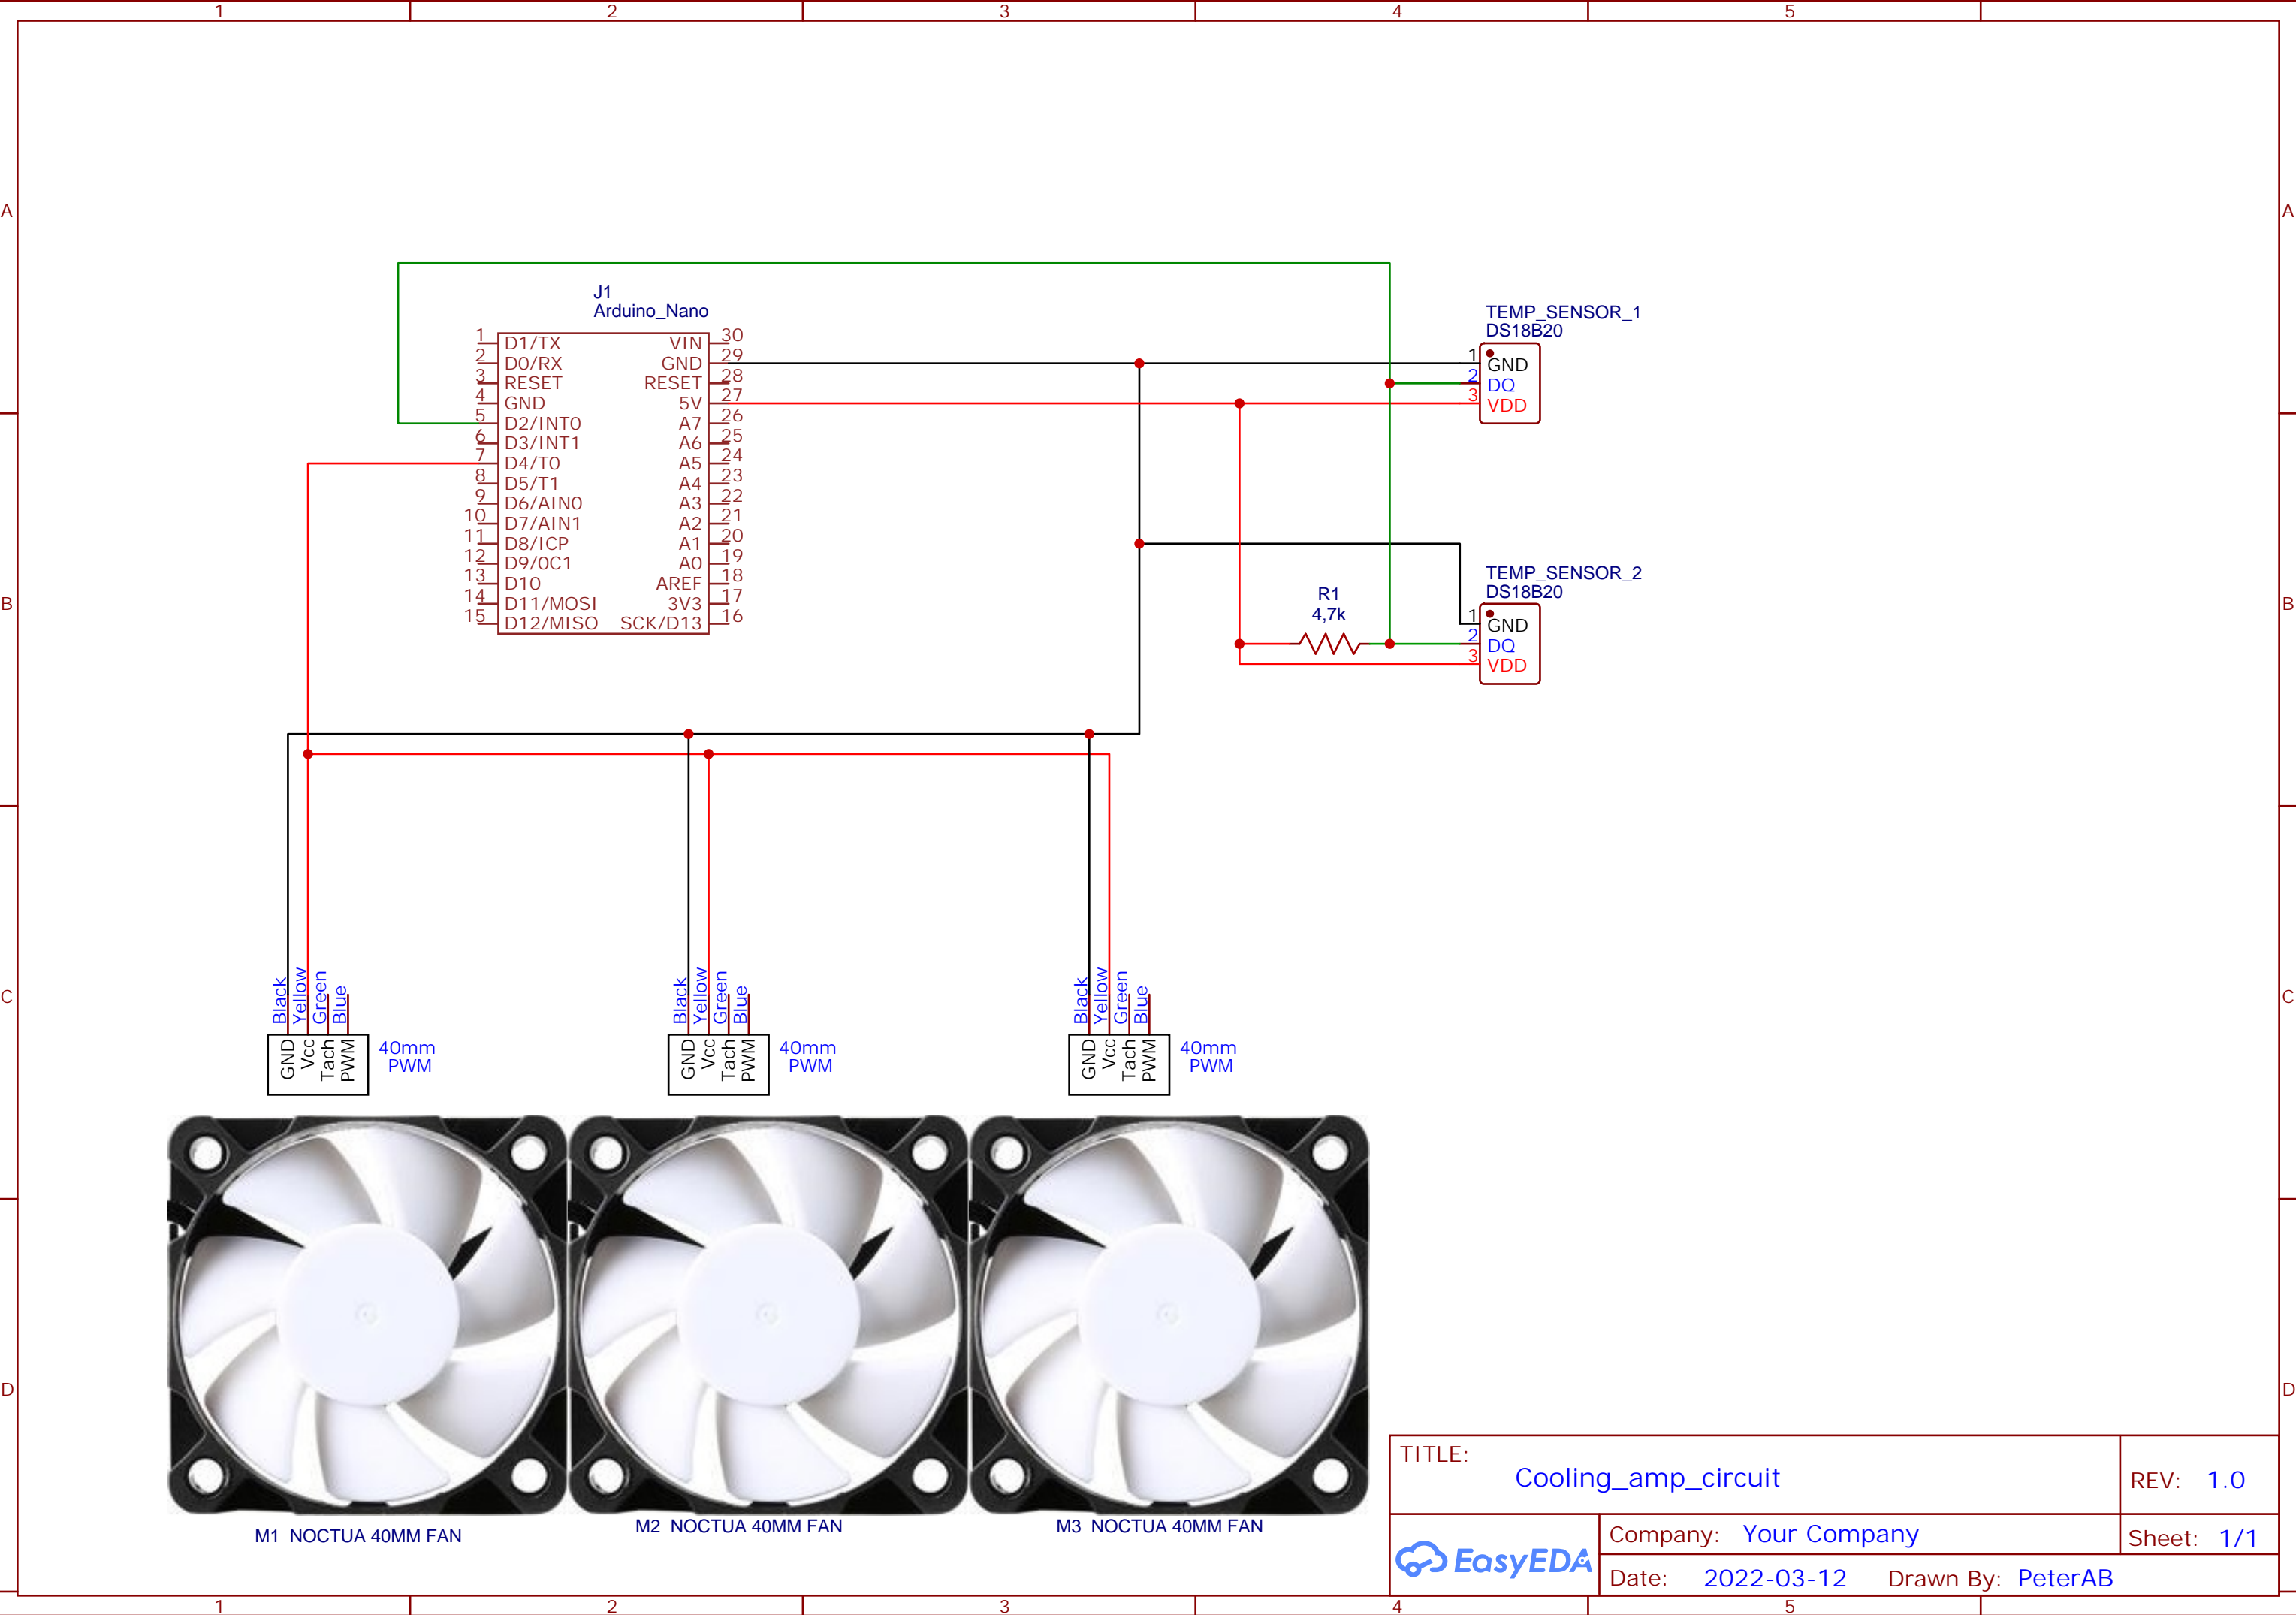 1 2 3 4 5
A A
J1
Arduino_Nano
TEMP_SENSOR_1
DS18B20
1 GND
2 DQ
3 VDD
1 D1/TX VIN 30
2 D0/RX GND 29
3 RESET RESET 28
4 GND 5V 27
5 D2/INT0 A7 26
6 D3/INT1 A6 25
7 D4/T0 A5 24
8 D5/T1 A4 23
9 D6/AIN0 A3 22
10 D7/AIN1 A2 21
11 D8/ICP A1 20
12 D9/0C1 A0 19
13 D10 AREF 18
14 D11/MOSI 3V3 17
15 D12/MISO SCK/D13 16
B B
R1
4,7k
TEMP_SENSOR_2
DS18B20
1 GND
2 DQ
3 VDD
C C
Black
Yellow
Green
Blue
GND
Vcc
Tach
PWM
40mm
PWM
Black
Yellow
Green
Blue
GND
Vcc
Tach
PWM
40mm
PWM
Black
Yellow
Green
Blue
GND
Vcc
Tach
PWM
40mm
PWM
D D
M1 NOCTUA 40MM FAN
M2 NOCTUA 40MM FAN
M3 NOCTUA 40MM FAN
TITLE:
Cooling_amp_circuit
REV: 1.0
EasyEDA
Company: Your Company
Sheet: 1/1
Date: 2022-03-12 Drawn By: PeterAB
1 2 3 4 5